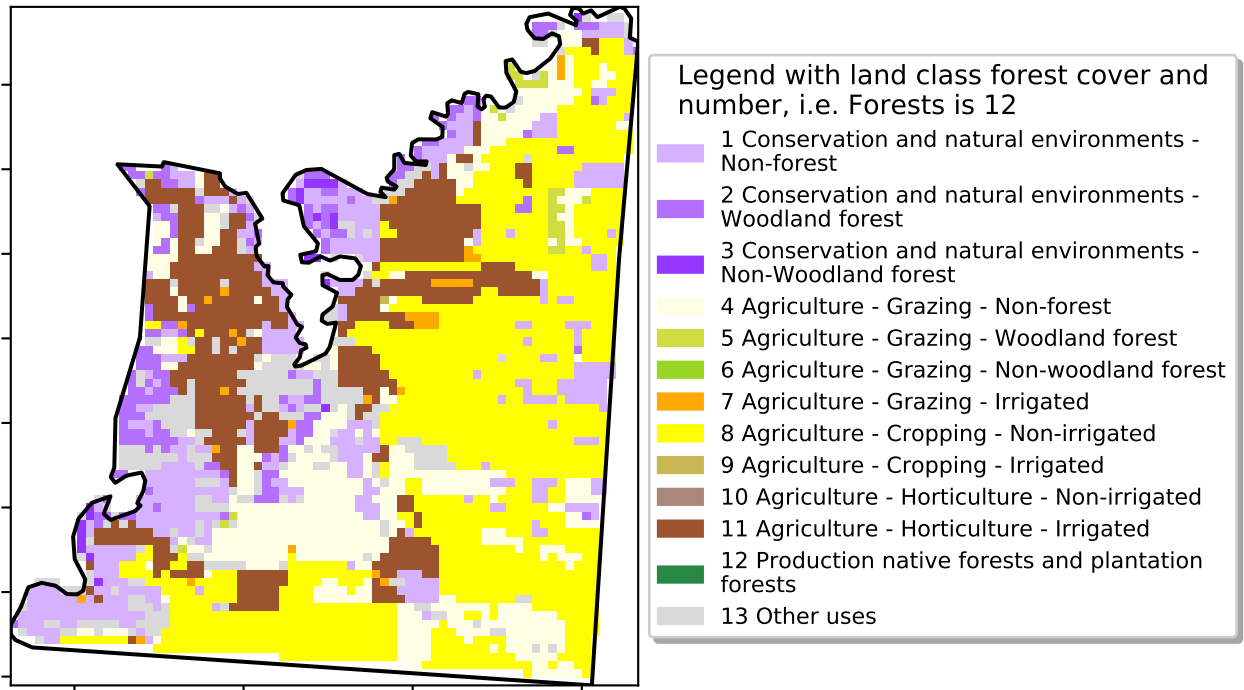 Legend with land class forest cover and
number, i.e. Forests is 12
1 Conservation and natural environments -
Non-forest
2 Conservation and natural environments -
Woodland forest
3 Conservation and natural environments -
Non-Woodland forest
4 Agriculture - Grazing - Non-forest
5 Agriculture - Grazing - Woodland forest
6 Agriculture - Grazing - Non-woodland forest
7 Agriculture - Grazing - Irrigated
8 Agriculture - Cropping - Non-irrigated
9 Agriculture - Cropping - Irrigated
10 Agriculture - Horticulture - Non-irrigated
11 Agriculture - Horticulture - Irrigated
12 Production native forests and plantation
forests
13 Other uses